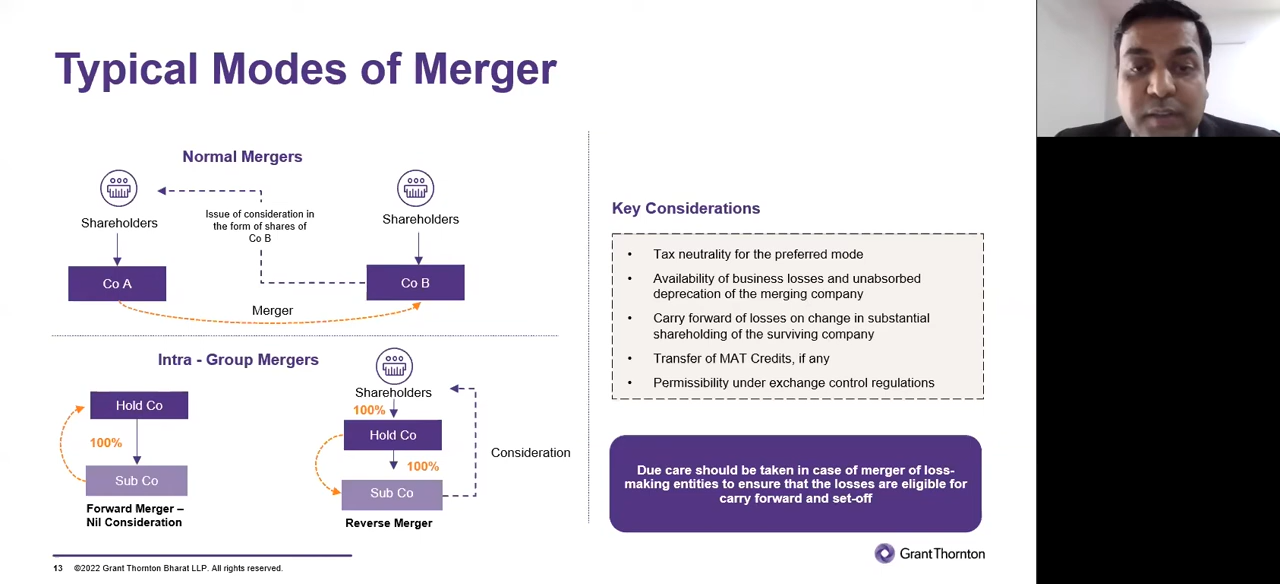 Typical Modes of Merger
Normal Mergers
Shareholders
Issue of consideration in
the form of shares of
Co B
Shareholders
Co A
Co B
Merger
Intra - Group Mergers
Hold Co
100%
Sub Co
Forward Merger –
Nil Consideration
Shareholders
100%
Hold Co
100%
Sub Co
Consideration
Reverse Merger
Key Considerations
• Tax neutrality for the preferred mode
• Availability of business losses and unabsorbed
deprecation of the merging company
• Carry forward of losses on change in substantial
shareholding of the surviving company
• Transfer of MAT Credits, if any
• Permissibility under exchange control regulations
Due care should be taken in case of merger of loss-
making entities to ensure that the losses are eligible for
carry forward and set-off
13 ©2022 Grant Thornton Bharat LLP. All rights reserved.
GrantThornton